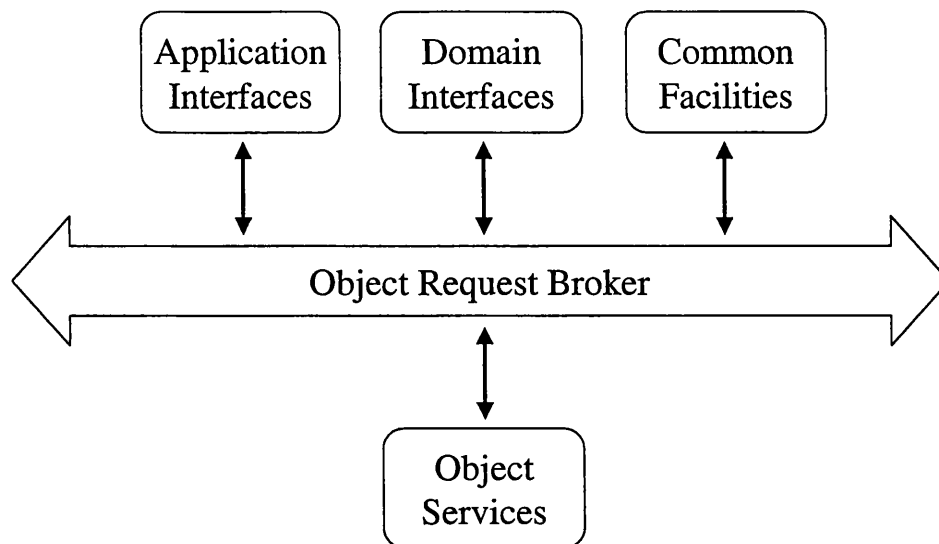 Application
Interfaces
Domain
Interfaces
Common
Facilities
Object Request Broker
Object
Services